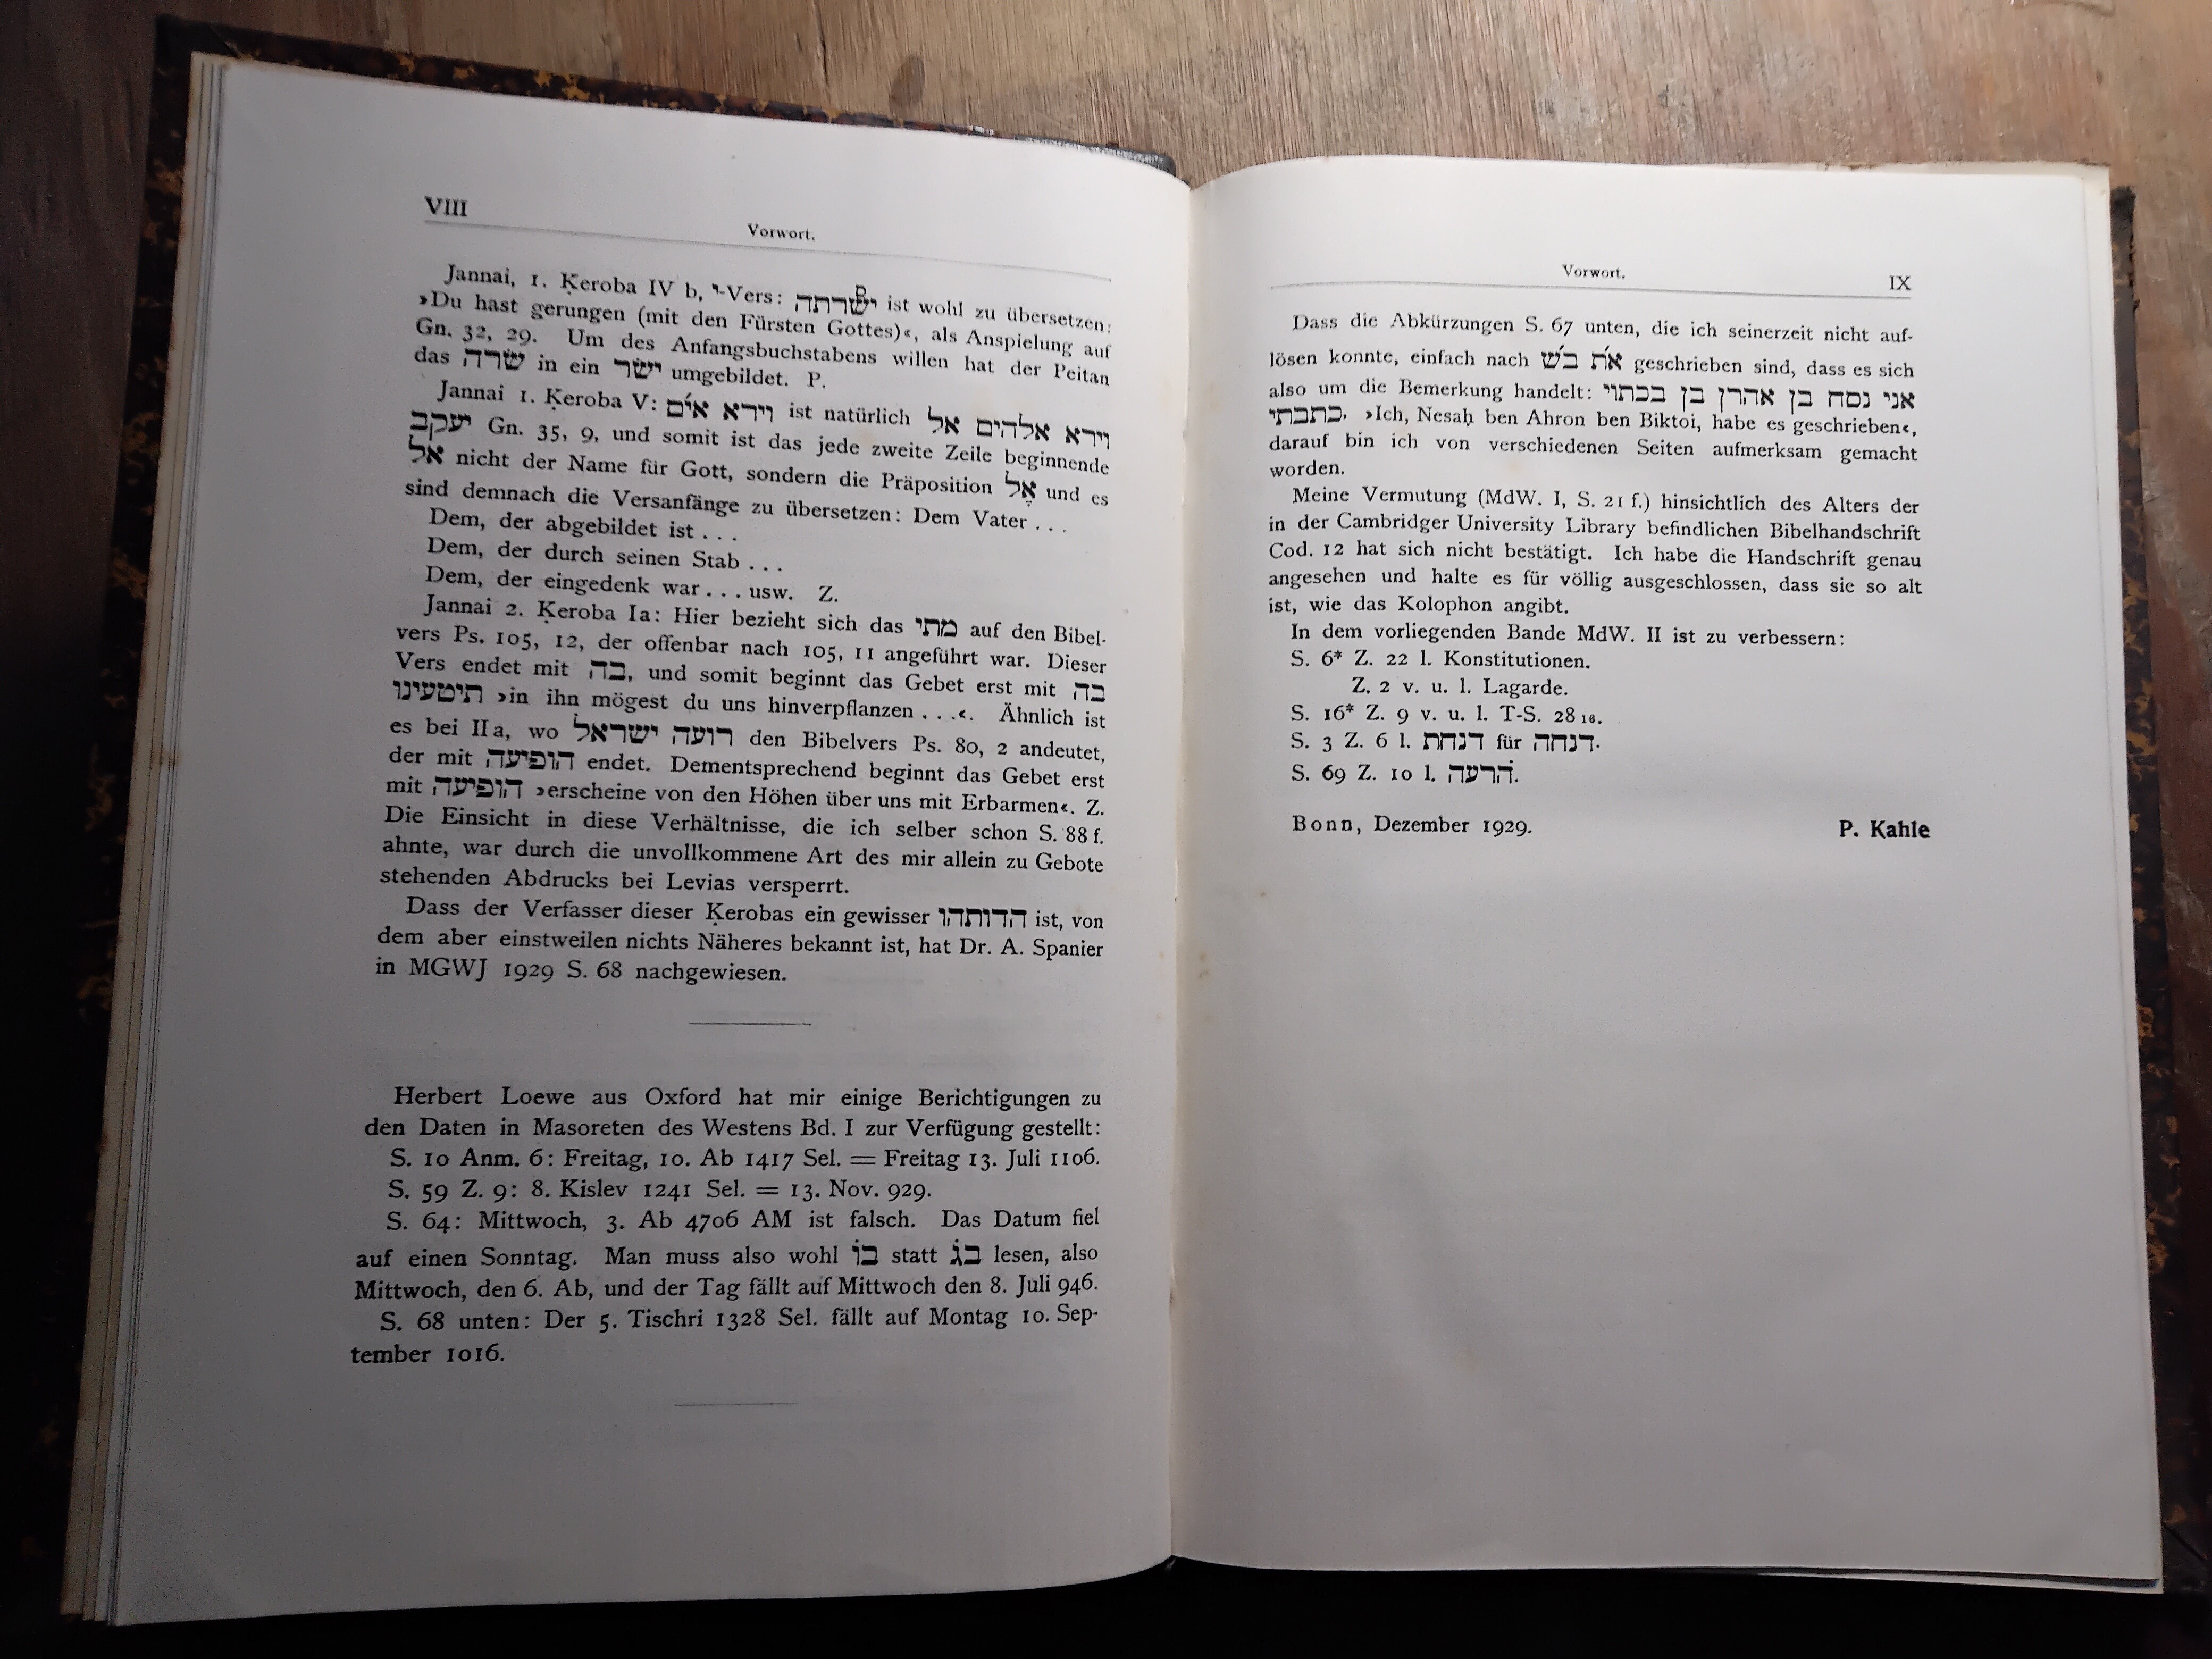 VIII
Vorwort.
Jannai, 1. Ḳeroba IV b, י-Vers: ישרתה ist wohl zu übersetzen:
›Du hast gerungen (mit den Fürsten Gottes)‹, als Anspielung auf
Gn. 32, 29. Um des Anfangsbuchstabens willen hat der Peitan
das שׂרה in ein ישׂר umgebildet. P.
Jannai 1. Ḳeroba V: וירא אים ist natürlich וירא אלהים אל
יעקב Gn. 35, 9, und somit ist das jede zweite Zeile beginnende
אל nicht der Name für Gott, sondern die Präposition אֶל und es
sind demnach die Versanfänge zu übersetzen: Dem Vater . . .
Dem, der abgebildet ist . . .
Dem, der durch seinen Stab . . .
Dem, der eingedenk war . . . usw. Z.
Jannai 2. Ḳeroba Ia: Hier bezieht sich das מתי auf den Bibel-
vers Ps. 105, 12, der offenbar nach 105, 11 angeführt war. Dieser
Vers endet mit בה, und somit beginnt das Gebet erst mit בה
תיטעינו ›in ihn mögest du uns hinverpflanzen . . .‹. Ähnlich ist
es bei IIa, wo רועה ישראל den Bibelvers Ps. 80, 2 andeutet,
der mit הופיעה endet. Dementsprechend beginnt das Gebet erst
mit הופיעה ›erscheine von den Höhen über uns mit Erbarmen‹. Z.
Die Einsicht in diese Verhältnisse, die ich selber schon S. 88 f.
ahnte, war durch die unvollkommene Art des mir allein zu Gebote
stehenden Abdrucks bei Levias versperrt.
Dass der Verfasser dieser Ḳerobas ein gewisser הדותהו ist, von
dem aber einstweilen nichts Näheres bekannt ist, hat Dr. A. Spanier
in MGWJ 1929 S. 68 nachgewiesen.
Herbert Loewe aus Oxford hat mir einige Berichtigungen zu
den Daten in Masoreten des Westens Bd. I zur Verfügung gestellt:
S. 10 Anm. 6: Freitag, 10. Ab 1417 Sel. = Freitag 13. Juli 1106.
S. 59 Z. 9: 8. Kislev 1241 Sel. = 13. Nov. 929.
S. 64: Mittwoch, 3. Ab 4706 AM ist falsch. Das Datum fiel
auf einen Sonntag. Man muss also wohl בו̇ statt בג̇ lesen, also
Mittwoch, den 6. Ab, und der Tag fällt auf Mittwoch den 8. Juli 946.
S. 68 unten: Der 5. Tischri 1328 Sel. fällt auf Montag 10. Sep-
tember 1016.
Vorwort.
IX
Dass die Abkürzungen S. 67 unten, die ich seinerzeit nicht auf-
lösen konnte, einfach nach א̇ת ב̇ש geschrieben sind, dass es sich
also um die Bemerkung handelt: אני נסח בן אהרן בן בכתוי
כתבתי. ›Ich, Nesaḥ ben Ahron ben Biktoi, habe es geschrieben‹,
darauf bin ich von verschiedenen Seiten aufmerksam gemacht
worden.
Meine Vermutung (MdW. I, S. 21 f.) hinsichtlich des Alters der
in der Cambridger University Library befindlichen Bibelhandschrift
Cod. 12 hat sich nicht bestätigt. Ich habe die Handschrift genau
angesehen und halte es für völlig ausgeschlossen, dass sie so alt
ist, wie das Kolophon angibt.
In dem vorliegenden Bande MdW. II ist zu verbessern:
S. 6* Z. 22 l. Konstitutionen.
Z. 2 v. u. l. Lagarde.
S. 16* Z. 9 v. u. l. T-S. 28 16.
S. 3 Z. 6 l. דנחת für דנחה.
S. 69 Z. 10 l. הרעה.
Bonn, Dezember 1929.
P. Kahle